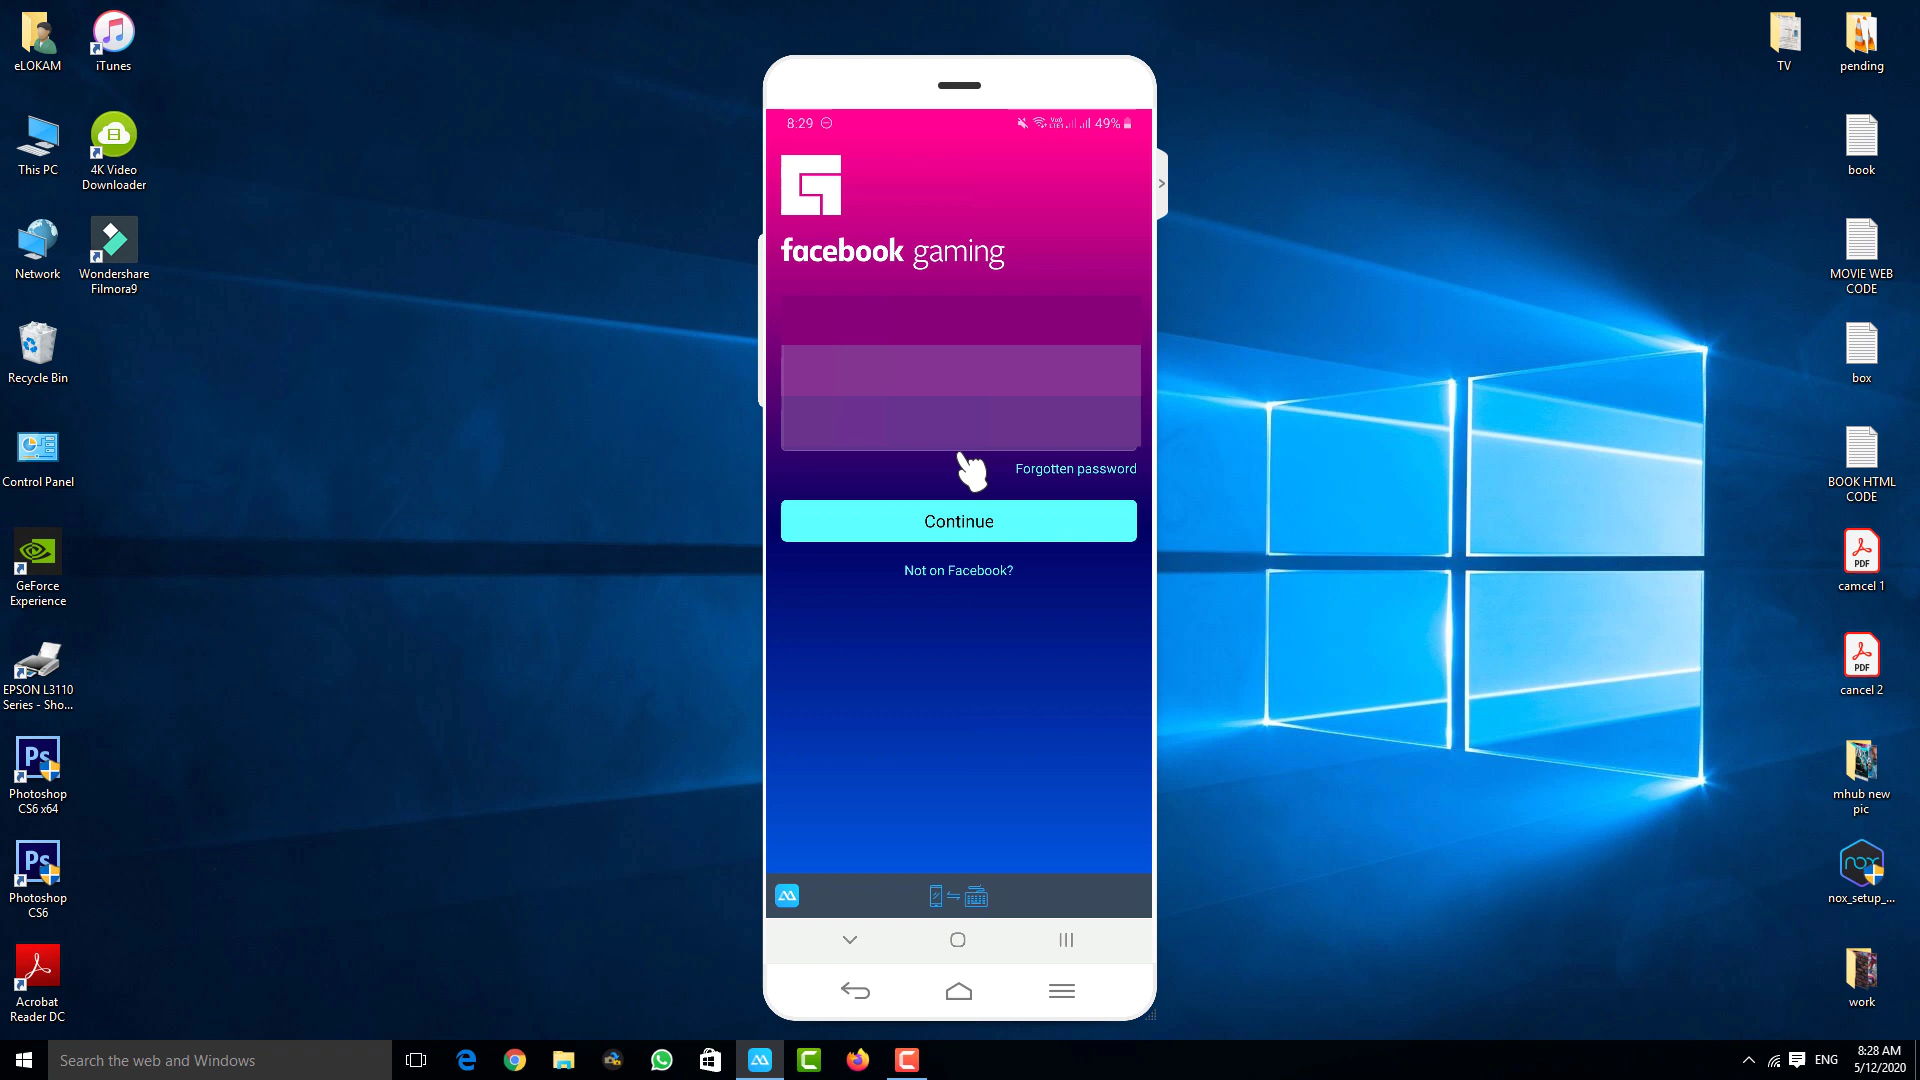 eLOKAM
iTunes
This PC
4K Video
Downloader
Network
Wondershare
Filmora9
Recycle Bin
Control Panel
GeForce
Experience
EPSON L3110
Series - Sho...
Ps
Photoshop
CS6 x64
Ps
Photoshop
CS6
Acrobat
Reader DC
8:29
49%
facebook gaming
Forgotten password
Continue
Not on Facebook?
TV
pending
book
MOVIE WEB
CODE
box
BOOK HTML
CODE
PDF
camcel 1
PDF
cancel 2
mhub new
pic
nox
nox_setup_...
work
Search the web and Windows
ENG
8:28 AM
5/12/2020